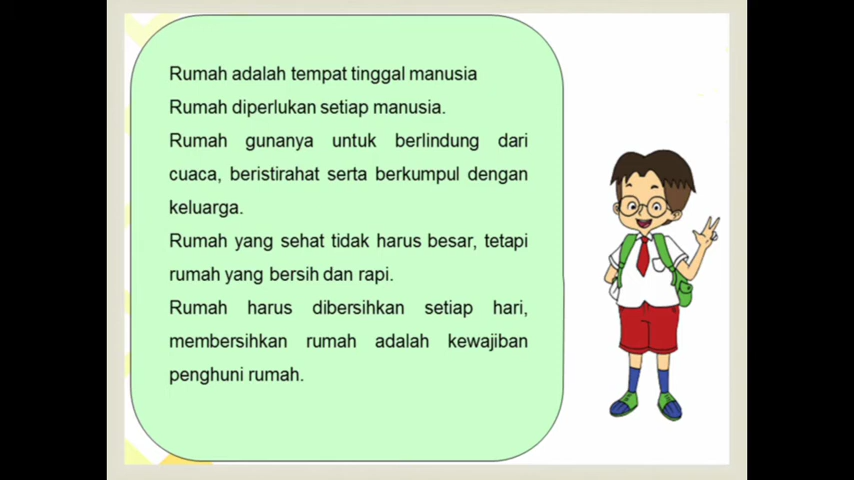 Rumah adalah tempat tinggal manusia
Rumah diperlukan setiap manusia.
Rumah gunanya untuk berlindung dari
cuaca, beristirahat serta berkumpul dengan
keluarga.
Rumah yang sehat tidak harus besar, tetapi
rumah yang bersih dan rapi.
Rumah harus dibersihkan setiap hari,
membersihkan rumah adalah kewajiban
penghuni rumah.